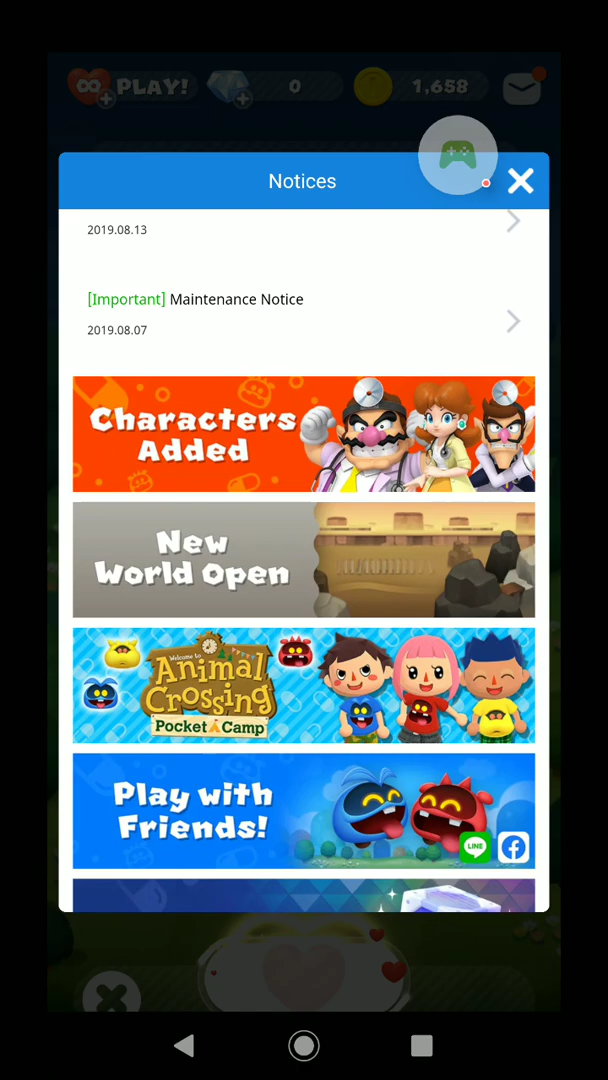 PLAY!
0
1,658
Notices
2019.08.13
[Important] Maintenance Notice
2019.08.07
Characters
Added
New
World Open
Welcome to
Animal
Crossing
Pocket Camp
Play with
Friends!
LINE